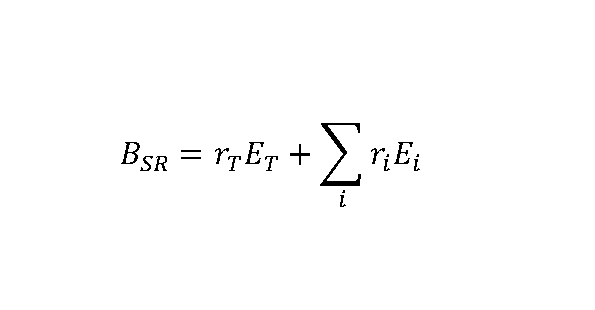 $B_{SR} = r_T E_T + \sum_i r_i E_i$